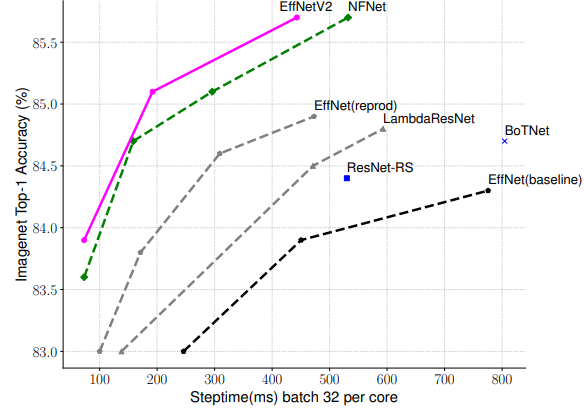 EffNetV2 NFNet
85.5
85.0
EffNet(reprod)
LambdaResNet
BoTNet
84.5
ResNet-RS
EffNet(baseline)
84.0
83.5
83.0
Imagenet Top-1 Accuracy (%)
100 200 300 400 500 600 700 800
Steptime(ms) batch 32 per core